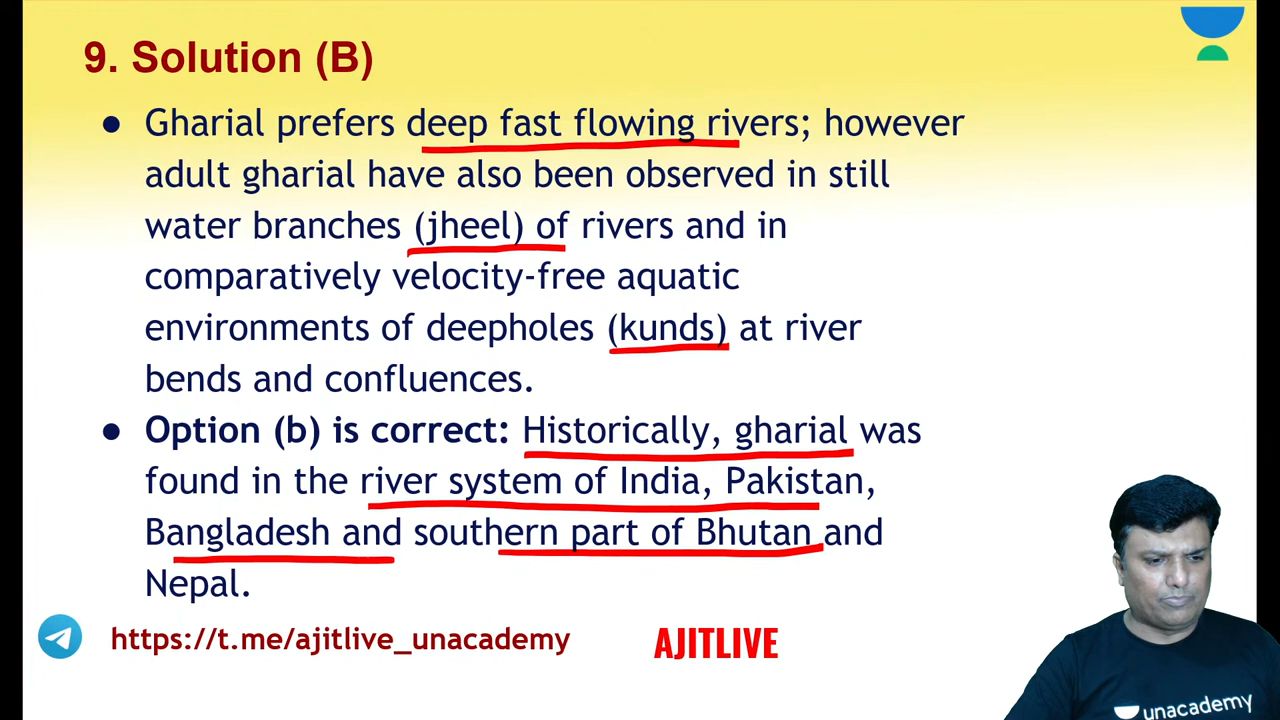 9. Solution (B)
● Gharial prefers deep fast flowing rivers; however
adult gharial have also been observed in still
water branches (jheel) of rivers and in
comparatively velocity-free aquatic
environments of deepholes (kunds) at river
bends and confluences.
● Option (b) is correct: Historically, gharial was
found in the river system of India, Pakistan,
Bangladesh and southern part of Bhutan and
Nepal.
https://t.me/ajitlive_unacademy
AJITLIVE
unacademy